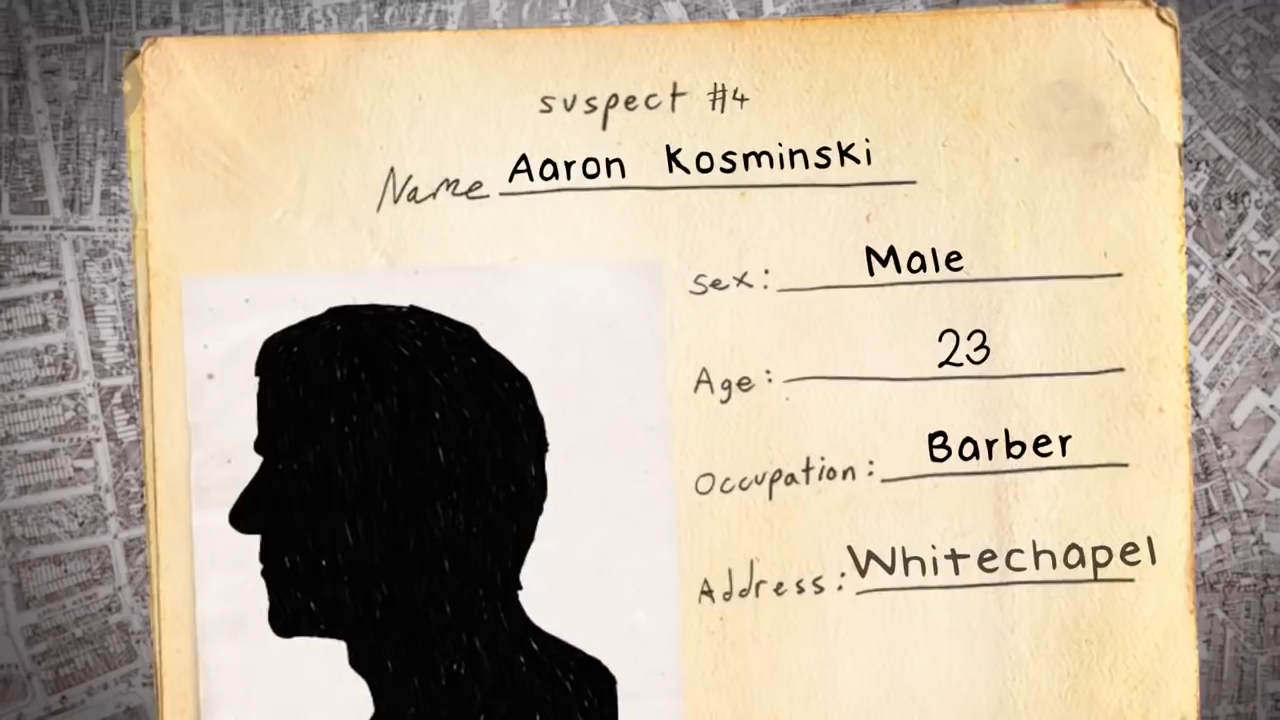 suspect #4
Name Aaron Kosminski
Sex: Male
Age: 23
Occupation: Barber
Address: Whitechapel